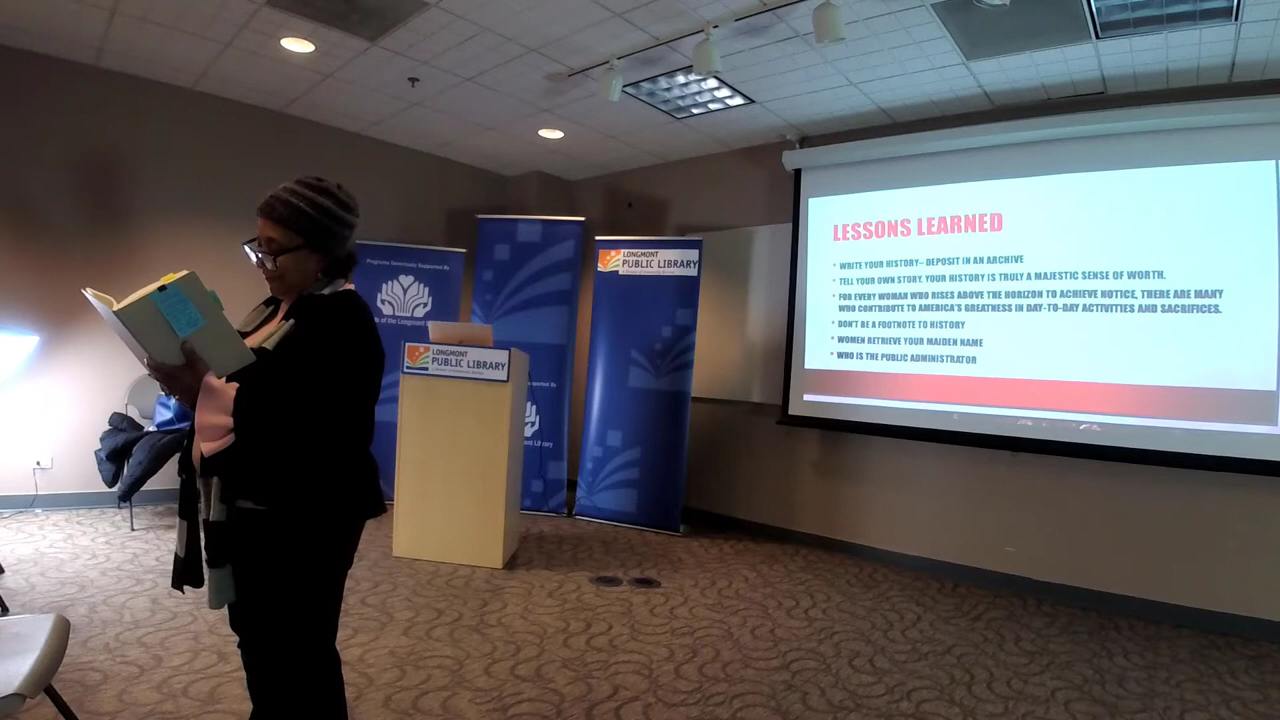 Programs Generously Supported By
of the Longmont
LONGMONT
PUBLIC LIBRARY
LONGMONT
PUBLIC LIBRARY
LESSONS LEARNED
• WRITE YOUR HISTORY– DEPOSIT IN AN ARCHIVE
• TELL YOUR OWN STORY. YOUR HISTORY IS TRULY A MAJESTIC SENSE OF WORTH.
• FOR EVERY WOMAN WHO RISES ABOVE THE HORIZON TO ACHIEVE NOTICE, THERE ARE MANY
WHO CONTRIBUTE TO AMERICA'S GREATNESS IN DAY-TO-DAY ACTIVITIES AND SACRIFICES.
• DON'T BE A FOOTNOTE TO HISTORY
• WOMEN RETRIEVE YOUR MAIDEN NAME
• WHO IS THE PUBLIC ADMINISTRATOR